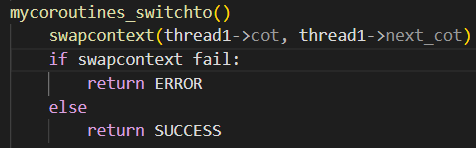 mycoroutines_switchto()
    swapcontext(thread1->cot, thread1->next_cot)
    if swapcontext fail:
        return ERROR
    else
        return SUCCESS